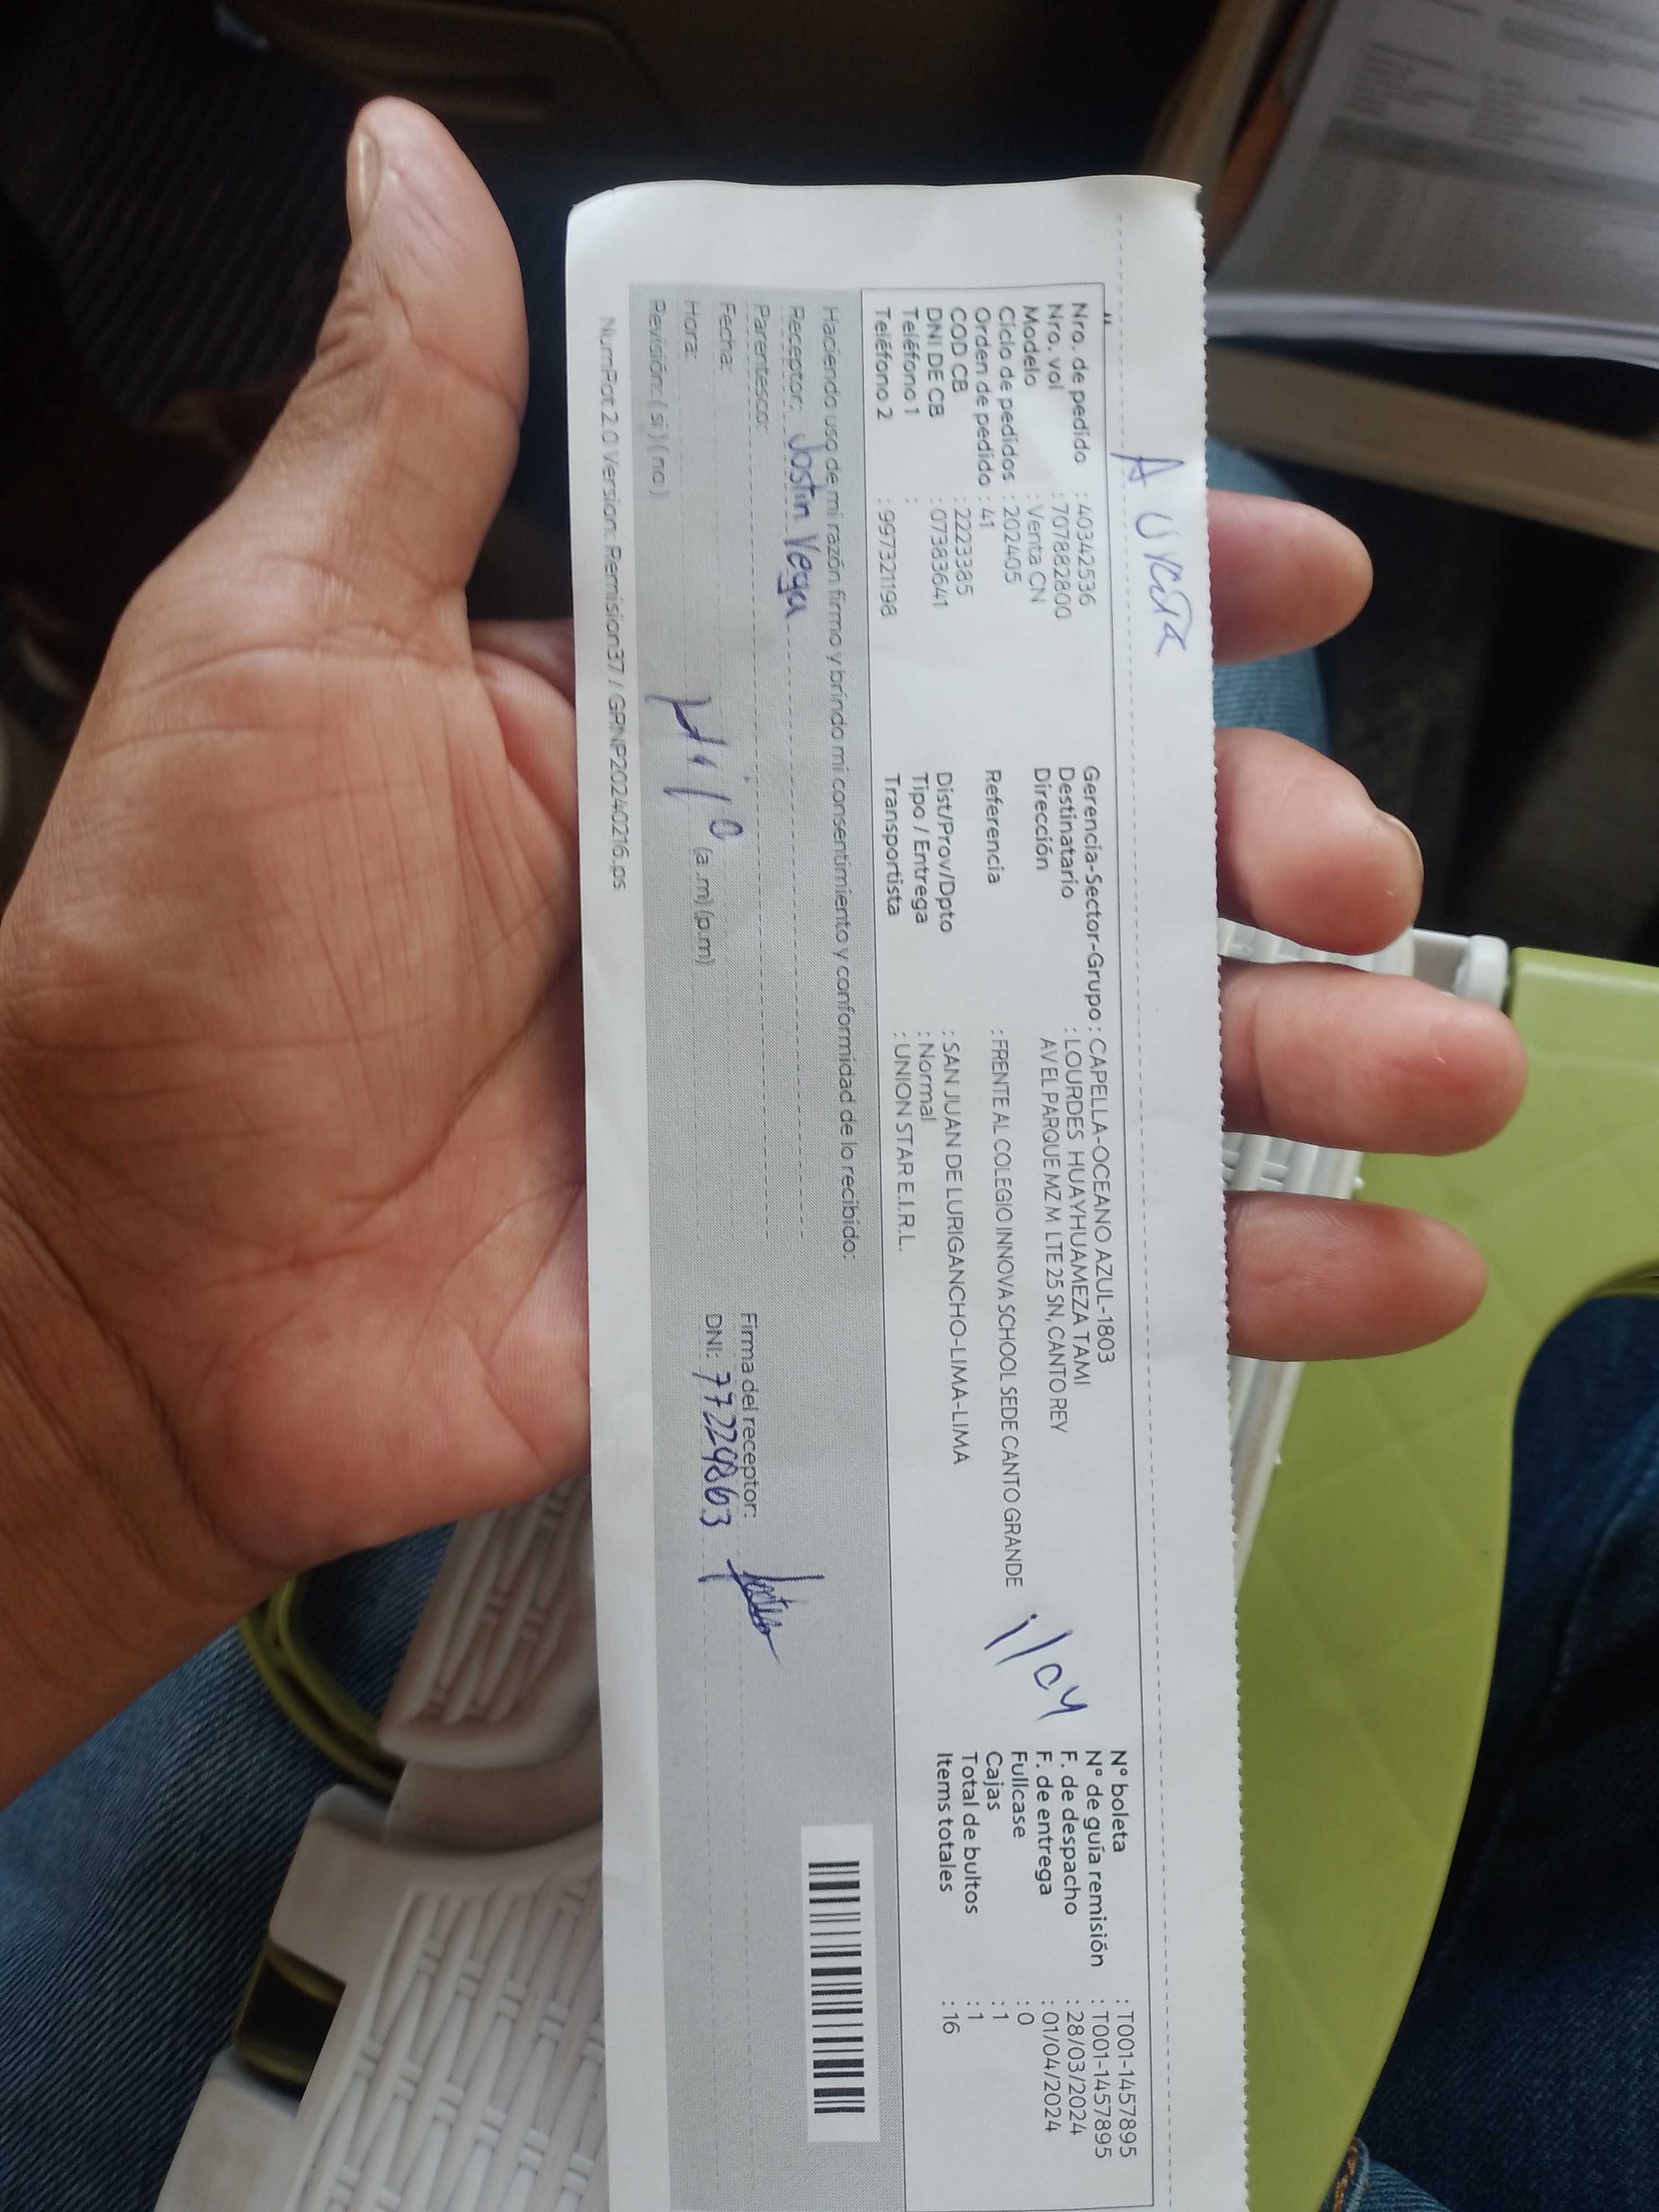 Nro. de pedido : 40342536
Nro. vol : 707882800
Modelo : Venta CN
Ciclo de pedidos : 202405
Orden de pedido : 41
COD CB : 2223385
DNI DE CB : 07383641
Teléfono 1 :
Teléfono 2 : 997321198
Gerencia-Sector-Grupo : CAPELLA-OCEANO AZUL-1803
Destinatario : LOURDES HUAYHUAMEZA TAMI
Dirección AV EL PARQUE MZ M LTE 25 SN, CANTO REY
Referencia : FRENTE AL COLEGIO INNOVA SCHOOL SEDE CANTO GRANDE
Dist/Prov/Dpto : SAN JUAN DE LURIGANCHO-LIMA-LIMA
Tipo / Entrega : Normal
Transportista : UNION STAR E.I.R.L.
1/04
N° boleta : T001-1457895
N° de guía remisión : T001-1457895
F. de despacho : 28/03/2024
F. de entrega : 01/04/2024
Fullcase : 0
Cajas : 1
Total de bultos : 1
Items totales : 16
Haciendo uso de mi razón firmo y brindo mi consentimiento y conformidad de lo recibido:
Receptor: Jostin Vega
Parentesco:
Fecha:
Hora: (a.m) (p.m)
Revisión: ( si ) ( no )
Firma del receptor:
DNI: 77224863
NumRot 2.0 Version: Remision37 / GRNP20240216.ps